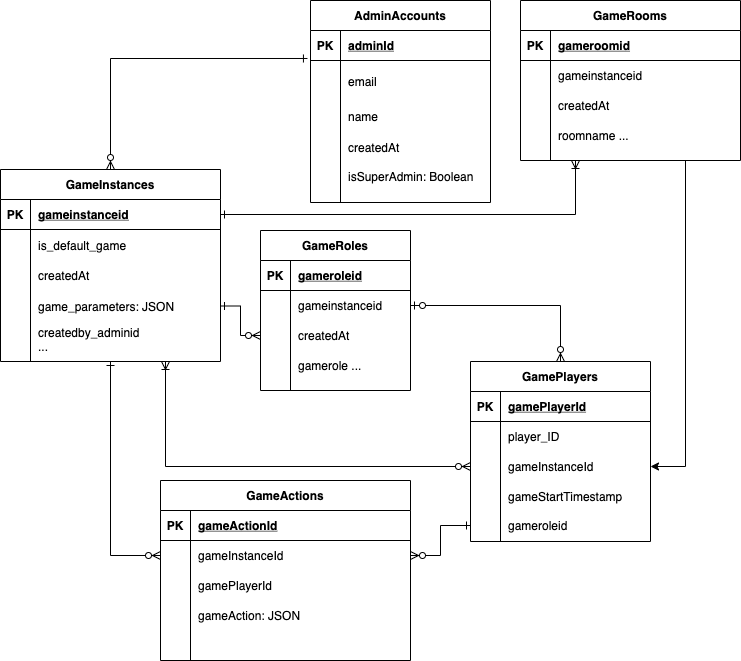 AdminAccounts
PK adminId
email
name
createdAt
isSuperAdmin: Boolean
GameRooms
PK gameroomid
gameinstanceid
createdAt
roomname ...
GameInstances
PK gameinstanceid
is_default_game
createdAt
game_parameters: JSON
createdby_adminid
...
GameRoles
PK gameroleid
gameinstanceid
createdAt
gamerole ...
GamePlayers
PK gamePlayerId
player_ID
gameInstanceId
gameStartTimestamp
gameroleid
GameActions
PK gameActionId
gameInstanceId
gamePlayerId
gameAction: JSON